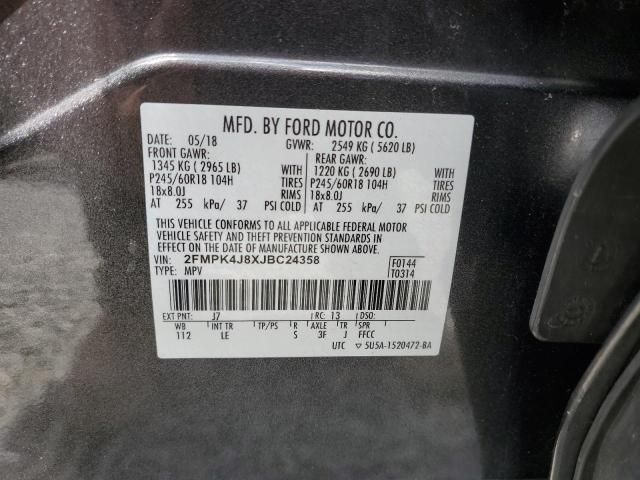 MFD. BY FORD MOTOR CO.
DATE: 05/18 GVWR: 2549 KG ( 5620 LB)
FRONT GAWR: REAR GAWR:
1345 KG ( 2965 LB) WITH 1220 KG ( 2690 LB) WITH
P245/60R18 104H TIRES P245/60R18 104H TIRES
18x8.0J RIMS 18x8.0J RIMS
AT 255 kPa/ 37 PSI COLD AT 255 kPa/ 37 PSI COLD
THIS VEHICLE CONFORMS TO ALL APPLICABLE FEDERAL MOTOR
VEHICLE SAFETY AND THEFT PREVENTION STANDARDS IN
EFFECT ON THE DATE OF MANUFACTURE SHOWN ABOVE.
VIN: 2FMPK4J8XJBC24358 F0144
TYPE: MPV T0314
EXT PNT: J7 RC: 13 DSO:
WB INT TR TP/PS R AXLE TR SPR
112 LE S 3F J FFCC
UTC ▽ 5U5A-1520472-BA